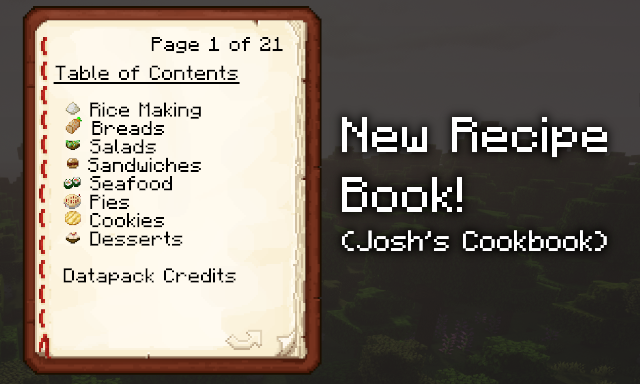 Page 1 of 21
Table of Contents
Rice Making
Breads
Salads
Sandwiches
Seafood
Pies
Cookies
Desserts
Datapack Credits
New Recipe
Book!
(Josh's Cookbook)